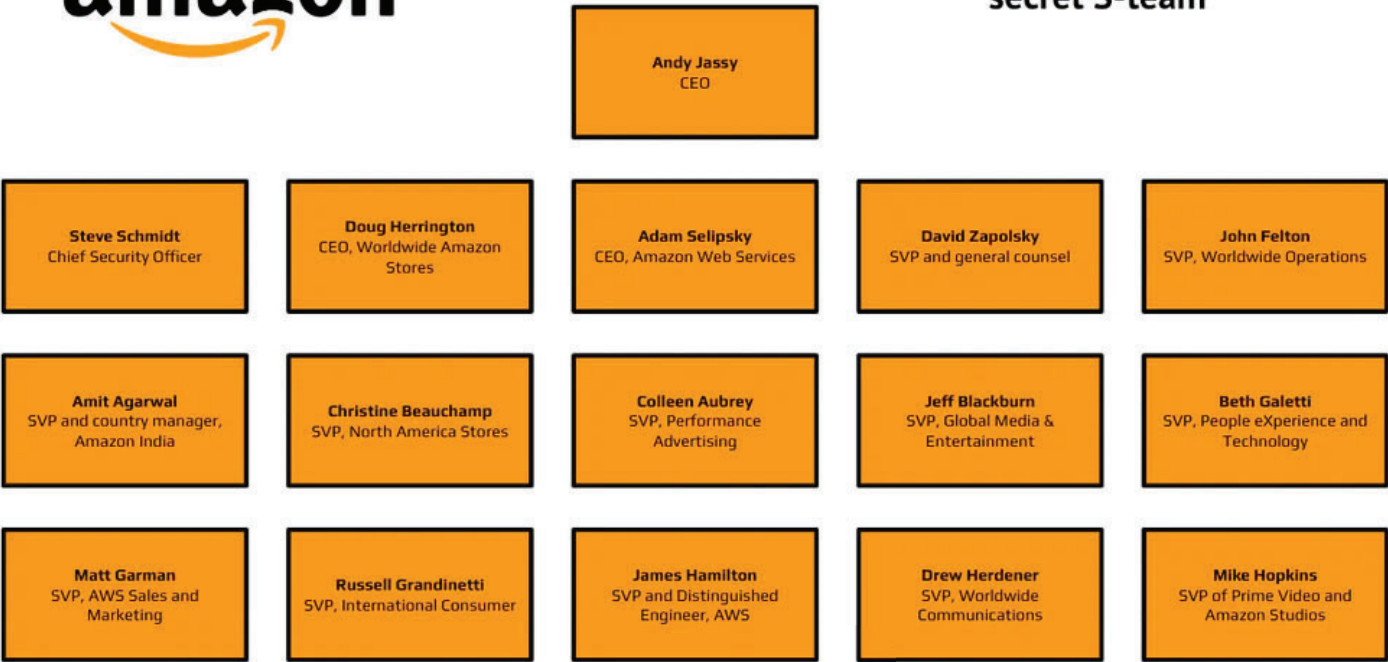 amazon
secret S-team
Andy Jassy
CEO
Steve Schmidt
Chief Security Officer
Doug Herrington
CEO, Worldwide Amazon
Stores
Adam Selipsky
CEO, Amazon Web Services
David Zapolsky
SVP and general counsel
John Felton
SVP, Worldwide Operations
Amit Agarwal
SVP and country manager,
Amazon India
Christine Beauchamp
SVP, North America Stores
Colleen Aubrey
SVP, Performance
Advertising
Jeff Blackburn
SVP, Global Media &
Entertainment
Beth Galetti
SVP, People eXperience and
Technology
Matt Garman
SVP, AWS Sales and
Marketing
Russell Grandinetti
SVP, International Consumer
James Hamilton
SVP and Distinguished
Engineer, AWS
Drew Herdener
SVP, Worldwide
Communications
Mike Hopkins
SVP of Prime Video and
Amazon Studios